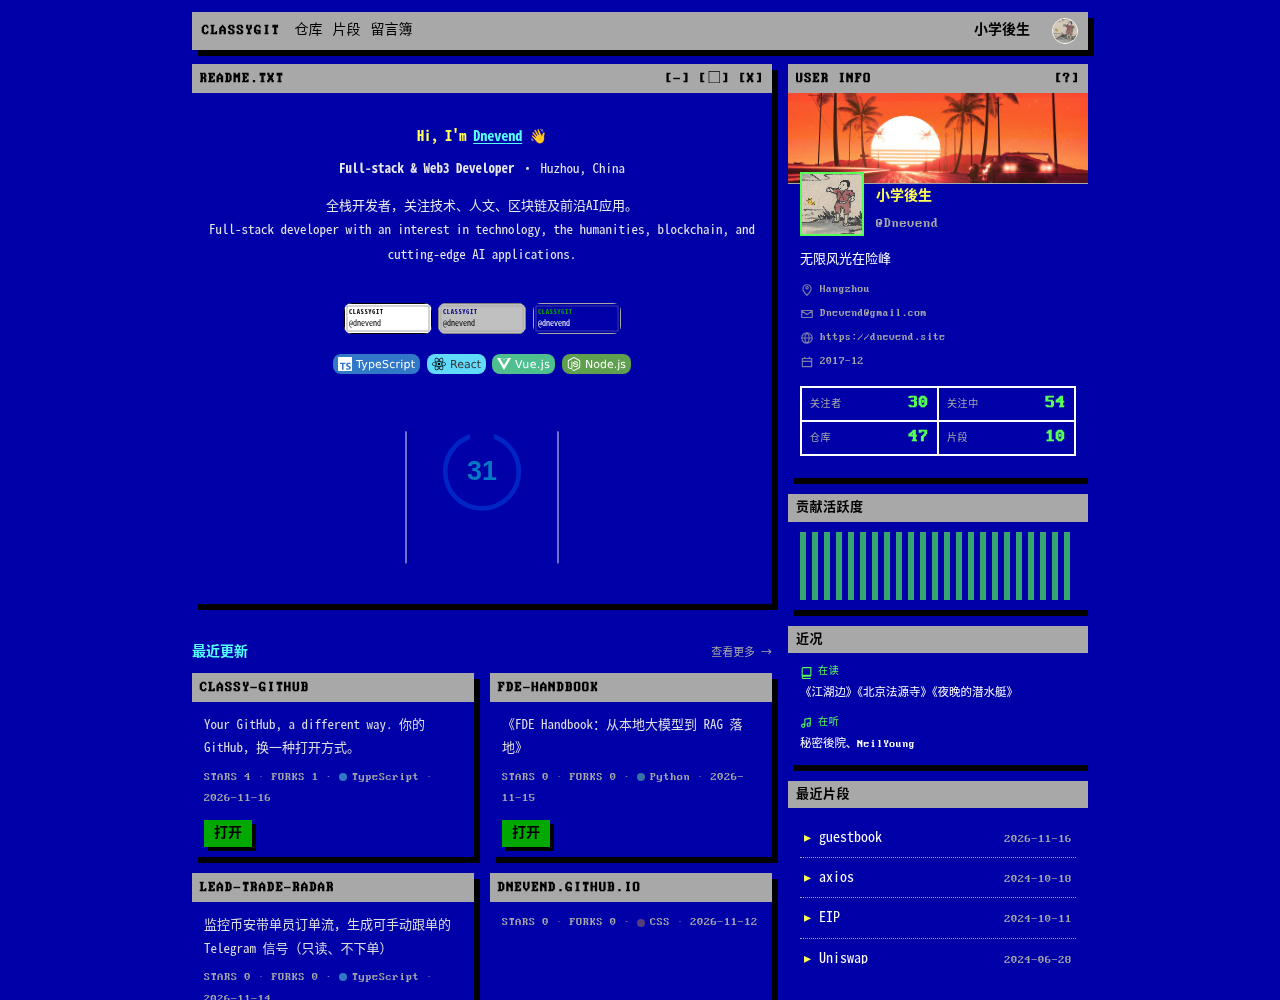 CLASSYGIT 仓库 片段 留言簿 小学後生
README.TXT [-] [□] [X]
Hi, I'm Dnevend 👋
Full-stack & Web3 Developer · Huzhou, China
全栈开发者，关注技术、人文、区块链及前沿AI应用。
Full-stack developer with an interest in technology, the humanities, blockchain, and
cutting-edge AI applications.
CLASSYGIT CLASSYGIT CLASSYGIT
@dnevend @dnevend @dnevend
TypeScript React Vue.js Node.js
31
最近更新 查看更多 →
CLASSY-GITHUB
Your GitHub, a different way. 你的
GitHub，换一种打开方式。
STARS 4 · FORKS 1 · TypeScript ·
2026-11-16
打开
FDE-HANDBOOK
《FDE Handbook：从本地大模型到 RAG 落
地》
STARS 0 · FORKS 0 · Python · 2026-
11-15
打开
LEAD-TRADE-RADAR
监控币安带单员订单流，生成可手动跟单的
Telegram 信号（只读、不下单）
STARS 0 · FORKS 0 · TypeScript ·
2026-11-14
DNEVEND.GITHUB.IO
STARS 0 · FORKS 0 · CSS · 2026-11-12
USER INFO [?]
小学後生
@Dnevend
无限风光在险峰
Hangzhou
Dnevend@gmail.com
https://dnevend.site
2017-12
关注者 30 关注中 54
仓库 47 片段 10
贡献活跃度
近况
在读
《江湖边》《北京法源寺》《夜晚的潜水艇》
在听
秘密後院、NeilYoung
最近片段
▸ guestbook 2026-11-16
▸ axios 2024-10-18
▸ EIP 2024-10-11
▸ Uniswap 2024-06-28